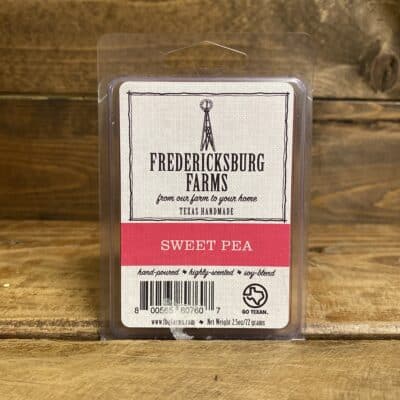 FREDERICKSBURG
FARMS
from our farm to your home
TEXAS HANDMADE
SWEET PEA
hand-poured highly-scented soy-blend
8 00565 80760 7
GO TEXAN.
www.fbgfarms.com Net Weight 2.5oz/72 grams